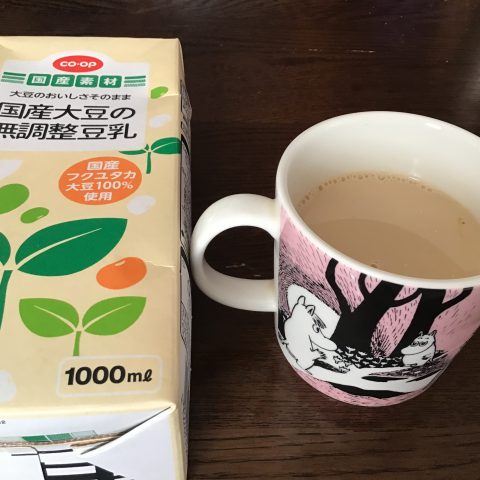 CO·OP
国産素材
大豆のおいしさそのまま
国産大豆の
無調整豆乳
国産
フクユタカ
大豆100%
使用
1000mℓ